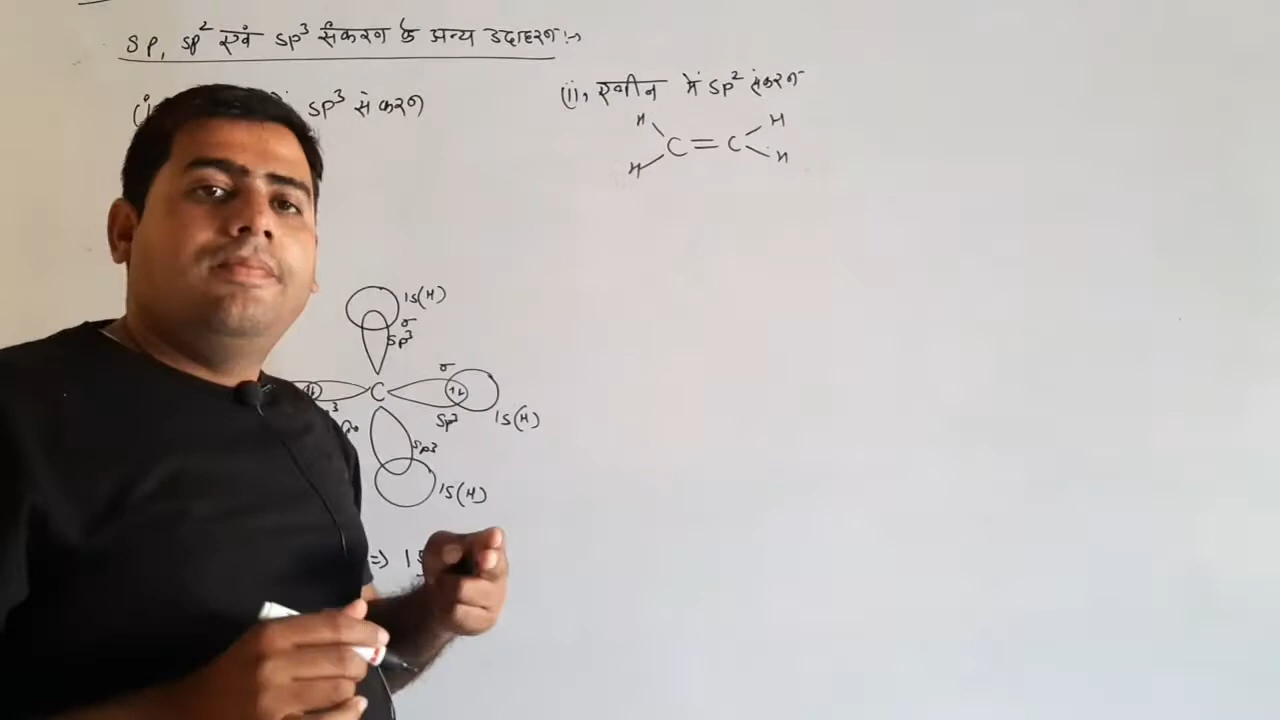 sp, sp² एवं sp³ संकरण के अन्य उदाहरण:-
sp³ संकरण
(ii) एथीन में sp² संकरण
H H
C = C
H H
1s(H)
σ
sp³
σ
C
1s(H)
sp³
sp³
1s(H)
⇒ 1s